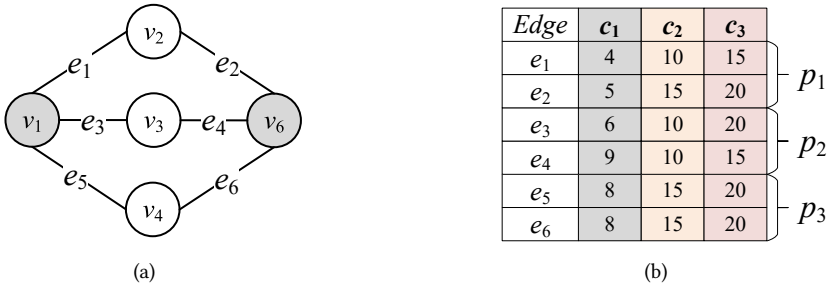 v₂
e₁
e₂
v₁
e₃
v₃
e₄
v₆
e₅
e₆
v₄
(a)
Edge c₁ c₂ c₃
e₁ 4 10 15
e₂ 5 15 20
p₁
e₃ 6 10 20
e₄ 9 10 15
p₂
e₅ 8 15 20
e₆ 8 15 20
p₃
(b)